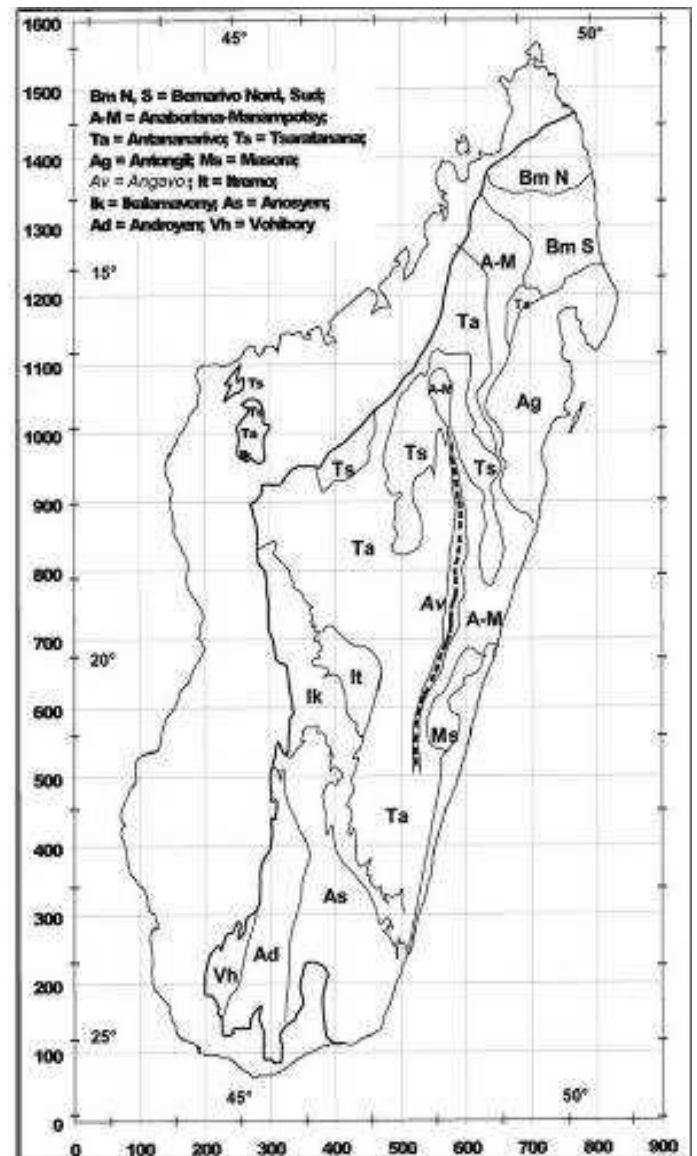 1600
45°
50°
1500
Bm N, S = Bemarivo Nord, Sud;
A-M = Anaboriana-Manampotsy;
Ta = Antananarivo; Ts = Tsaratanana;
Ag = Antongil; Ms = Masora;
Av = Angavo; It = Itremo;
Ik = Ikalamavony; As = Anosyen;
Ad = Androyen; Vh = Vohibory
1400
Bm N
1300
A-M
Bm S
15°
1200
Ts
Ta
1100
Ts
A-M
Ag
1000
Ta
Ts
Ts
Ts
900
Ta
800
Av
A-M
700
20°
It
Ik
600
Ms
500
Ta
400
300
As
Ad
Vh
200
25°
100
45°
50°
0
0 100 200 300 400 500 600 700 800 900